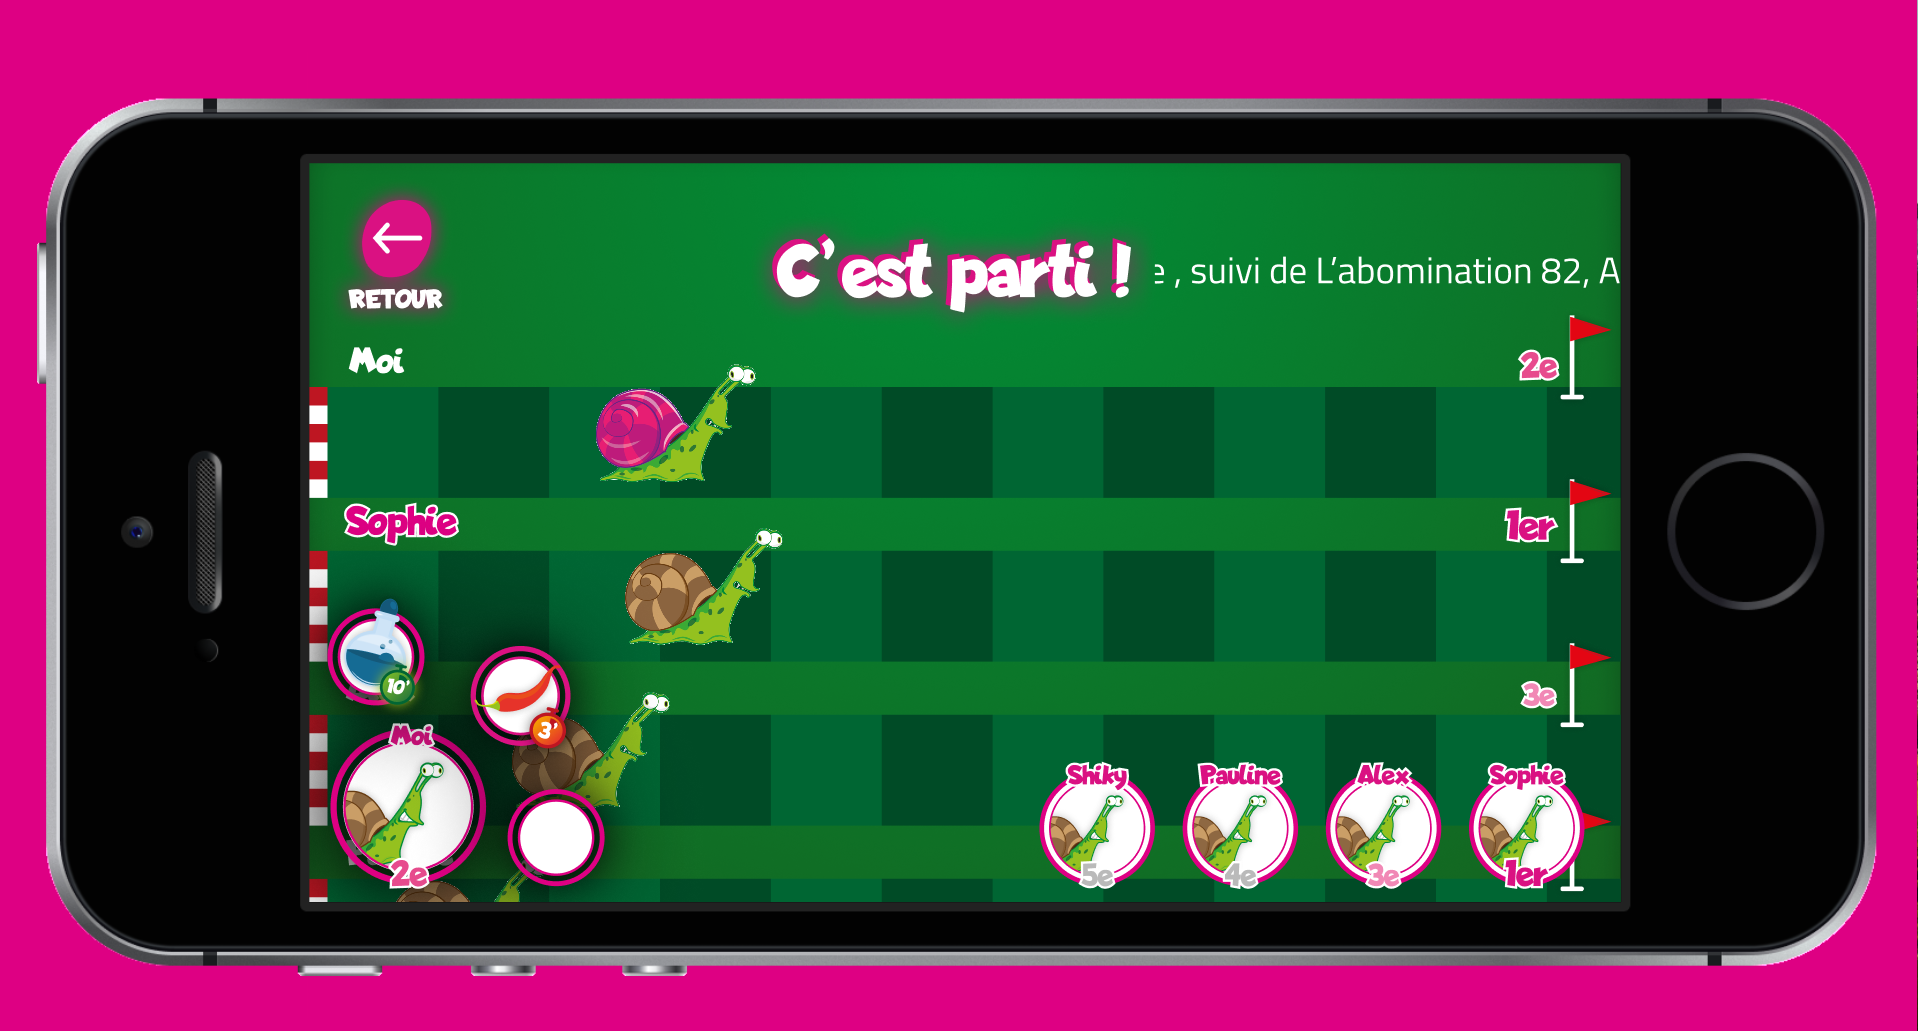 C'est parti !
e , suivi de L'abomination 82, A
RETOUR
Moi
2e
Sophie
1er
10'
3'
3e
Moi
2e
Shiky
5e
Pauline
4e
Alex
3e
Sophie
1er